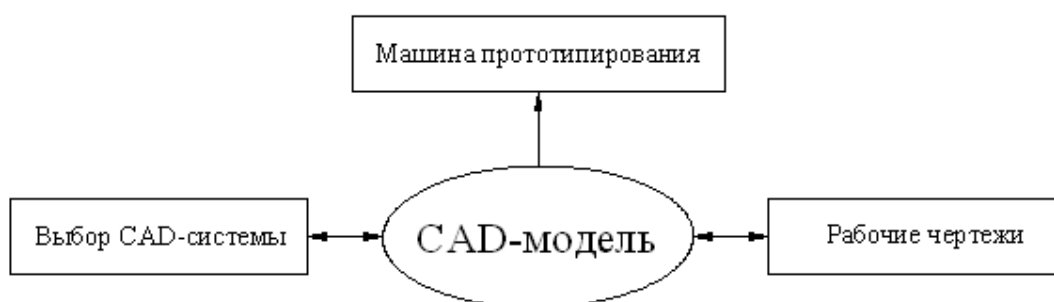 Машина прототипирования
Выбор CAD-системы
CAD-модель
Рабочие чертежи